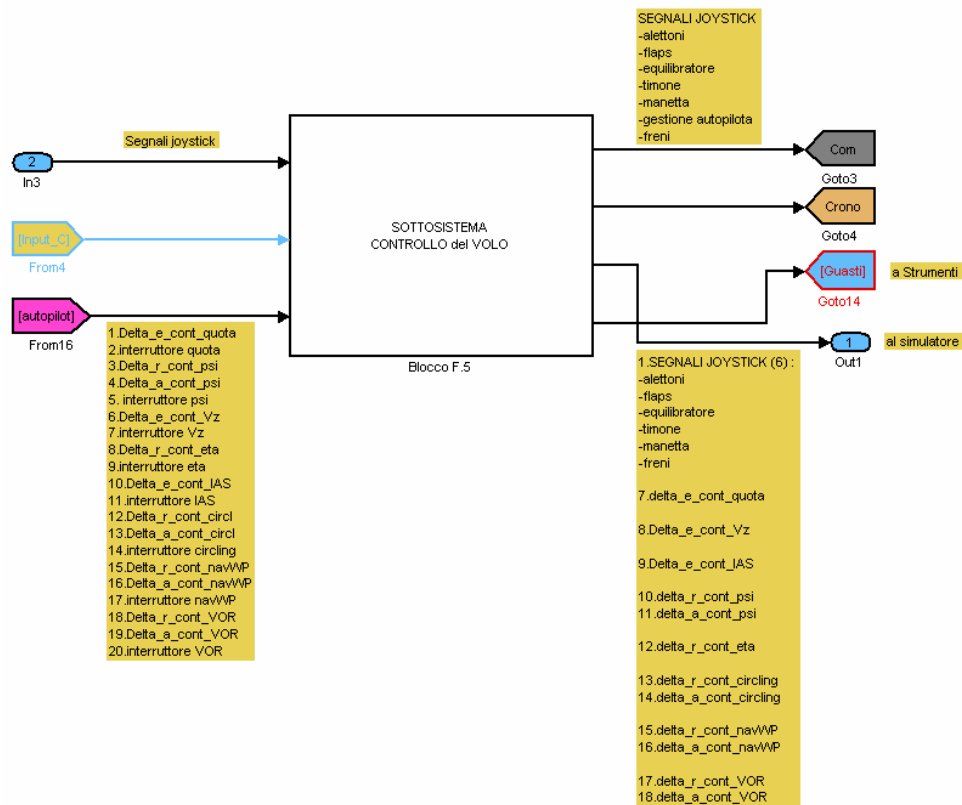 SEGNALI JOYSTICK
-alettoni
-flaps
-equilibratore
-timone
-manetta
-gestione autopilota
-freni
Segnali joystick
2
In3
[Input_C]
From4
[autopilot]
From16
SOTTOSISTEMA
CONTROLLO del VOLO
Blocco F.5
Com
Goto3
Crono
Goto4
[Guasti]
Goto14
a Strumenti
1
Out1
al simulatore
1.Delta_e_cont_quota
2.interruttore quota
3.Delta_r_cont_psi
4.Delta_a_cont_psi
5. interruttore psi
6.Delta_e_cont_Vz
7.interruttore Vz
8.Delta_r_cont_eta
9.interruttore eta
10.Delta_e_cont_IAS
11.interruttore IAS
12.Delta_r_cont_circl
13.Delta_a_cont_circl
14.interruttore circling
15.Delta_r_cont_navWP
16.Delta_a_cont_navWP
17.interruttore navWP
18.Delta_r_cont_VOR
19.Delta_a_cont_VOR
20.interruttore VOR
1.SEGNALI JOYSTICK (6) :
-alettoni
-flaps
-equilibratore
-timone
-manetta
-freni
7.delta_e_cont_quota
8.Delta_e_cont_Vz
9.Delta_e_cont_IAS
10.delta_r_cont_psi
11.delta_a_cont_psi
12.delta_r_cont_eta
13.delta_r_cont_circling
14.delta_a_cont_circling
15.delta_r_cont_navWP
16.delta_a_cont_navWP
17.delta_r_cont_VOR
18.delta_a_cont_VOR